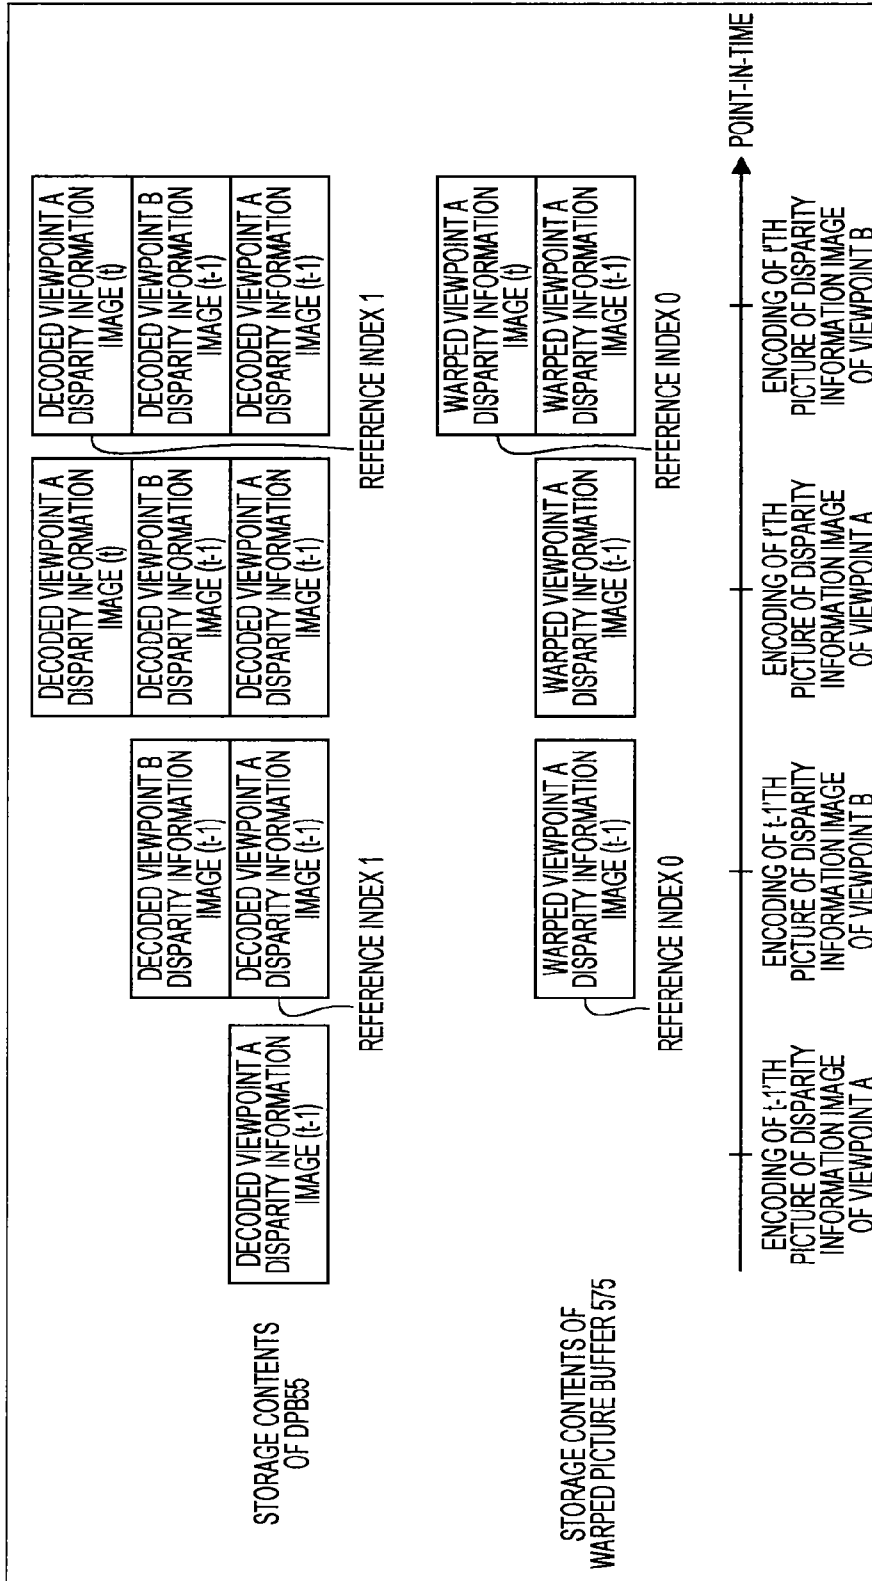 STORAGE CONTENTS
OF DPB55
DECODED VIEWPOINT A
DISPARITY INFORMATION
IMAGE (t-1)
DECODED VIEWPOINT B
DISPARITY INFORMATION
IMAGE (t-1)
DECODED VIEWPOINT A
DISPARITY INFORMATION
IMAGE (t-1)
REFERENCE INDEX 1
DECODED VIEWPOINT A
DISPARITY INFORMATION
IMAGE (t)
DECODED VIEWPOINT B
DISPARITY INFORMATION
IMAGE (t-1)
DECODED VIEWPOINT A
DISPARITY INFORMATION
IMAGE (t-1)
DECODED VIEWPOINT A
DISPARITY INFORMATION
IMAGE (t)
DECODED VIEWPOINT B
DISPARITY INFORMATION
IMAGE (t-1)
DECODED VIEWPOINT A
DISPARITY INFORMATION
IMAGE (t-1)
REFERENCE INDEX 1
STORAGE CONTENTS OF
WARPED PICTURE BUFFER 575
WARPED VIEWPOINT A
DISPARITY INFORMATION
IMAGE (t-1)
REFERENCE INDEX 0
WARPED VIEWPOINT A
DISPARITY INFORMATION
IMAGE (t-1)
WARPED VIEWPOINT A
DISPARITY INFORMATION
IMAGE (t)
WARPED VIEWPOINT A
DISPARITY INFORMATION
IMAGE (t-1)
REFERENCE INDEX 0
POINT-IN-TIME
ENCODING OF t-1'TH
PICTURE OF DISPARITY
INFORMATION IMAGE
OF VIEWPOINT A
ENCODING OF t-1'TH
PICTURE OF DISPARITY
INFORMATION IMAGE
OF VIEWPOINT B
ENCODING OF t'TH
PICTURE OF DISPARITY
INFORMATION IMAGE
OF VIEWPOINT A
ENCODING OF t'TH
PICTURE OF DISPARITY
INFORMATION IMAGE
OF VIEWPOINT B